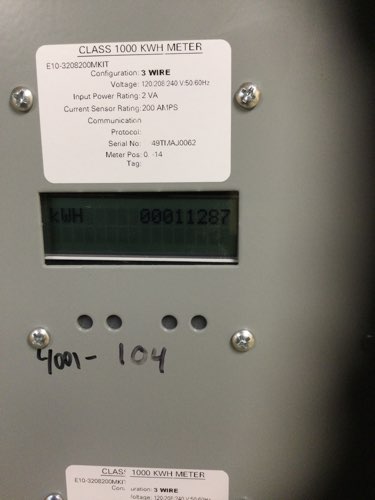 CLASS 1000 KWH METER
E10-3208200MKIT
Configuration: 3 WIRE
Voltage: 120.208.240 V:50.60Hz
Input Power Rating: 2 VA
Current Sensor Rating: 200 AMPS
Communication
Protocol:
Serial No: 49TMAJ0062
Meter Pos: 0. -14
Tag:
kWH 00011287
4001- 104
CLASS 1000 KWH METER
E10-3208200MKIT
3 WIRE